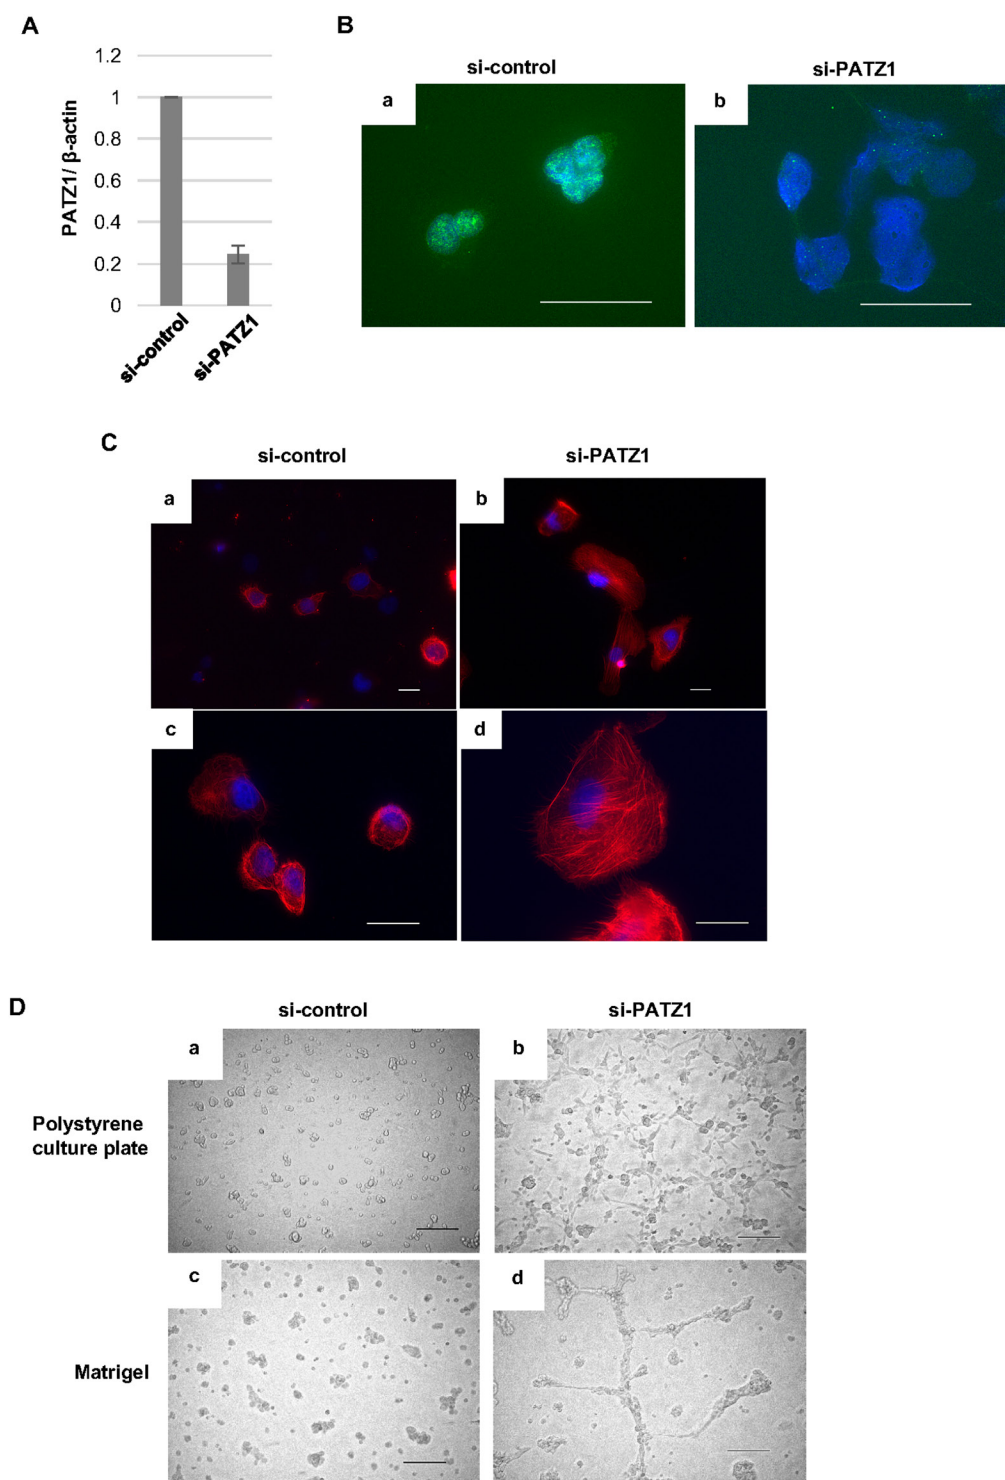 A
1.2
1
0.8
0.6
0.4
0.2
0
PATZ1/ β-actin
si-control
si-PATZ1
B
si-control
si-PATZ1
a
b
C
si-control
si-PATZ1
a
b
c
d
D
si-control
si-PATZ1
a
b
Polystyrene
culture plate
c
d
Matrigel